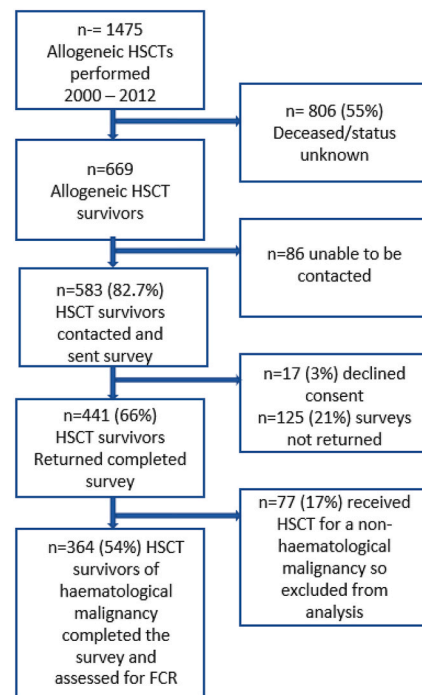 n-= 1475
Allogeneic HSCTs
performed
2000 – 2012
n= 806 (55%)
Deceased/status
unknown
n=669
Allogeneic HSCT
survivors
n=86 unable to be
contacted
n=583 (82.7%)
HSCT survivors
contacted and
sent survey
n=17 (3%) declined
consent
n=125 (21%) surveys
not returned
n=441 (66%)
HSCT survivors
Returned completed
survey
n=77 (17%) received
HSCT for a non-
haematological
malignancy so
excluded from
analysis
n=364 (54%) HSCT
survivors of
haematological
malignancy
completed the
survey and
assessed for FCR